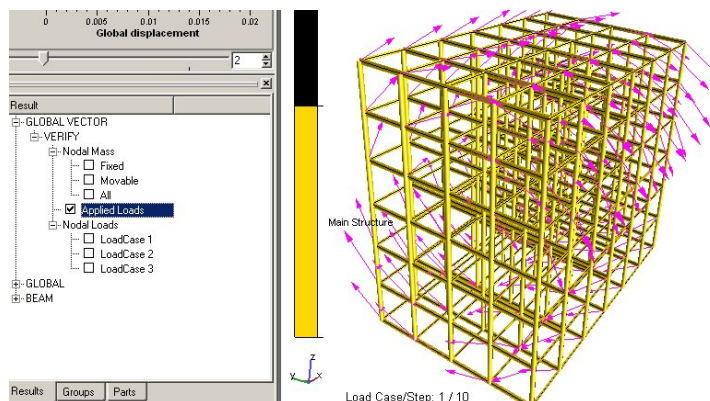 0 0.005 0.01 0.015 0.02
Global displacement
2
Result
GLOBAL VECTOR
VERIFY
Nodal Mass
Fixed
Movable
All
Applied Loads
Nodal Loads
LoadCase 1
LoadCase 2
LoadCase 3
GLOBAL
BEAM
Results Groups Parts
Main Structure
z
y x
Load Case/Step: 1 / 10